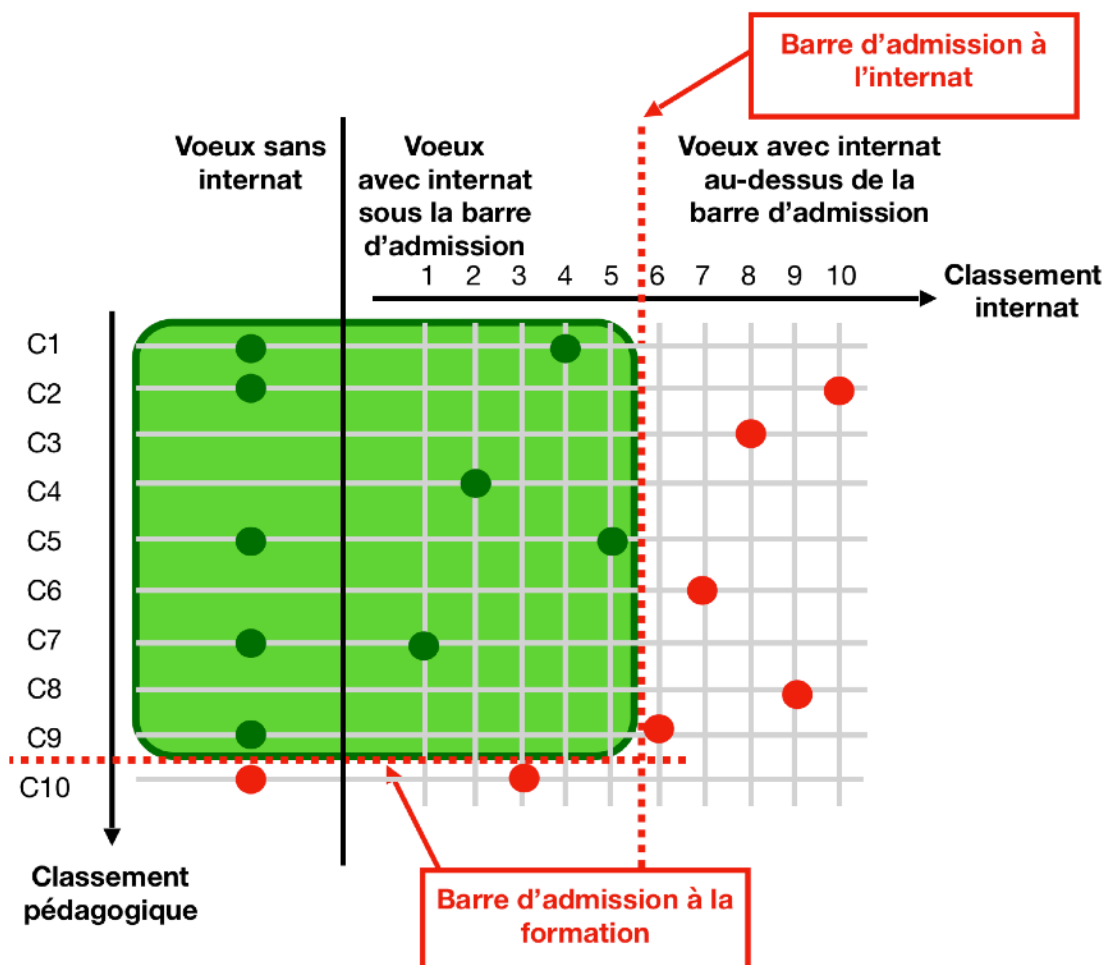 Barre d'admission à
l'internat
Voeux sans
internat
Voeux
avec internat
sous la barre
d'admission
Voeux avec internat
au-dessus de la
barre d'admission
1 2 3 4 5 6 7 8 9 10
Classement
internat
C1
C2
C3
C4
C5
C6
C7
C8
C9
C10
Classement
pédagogique
Barre d'admission à la
formation